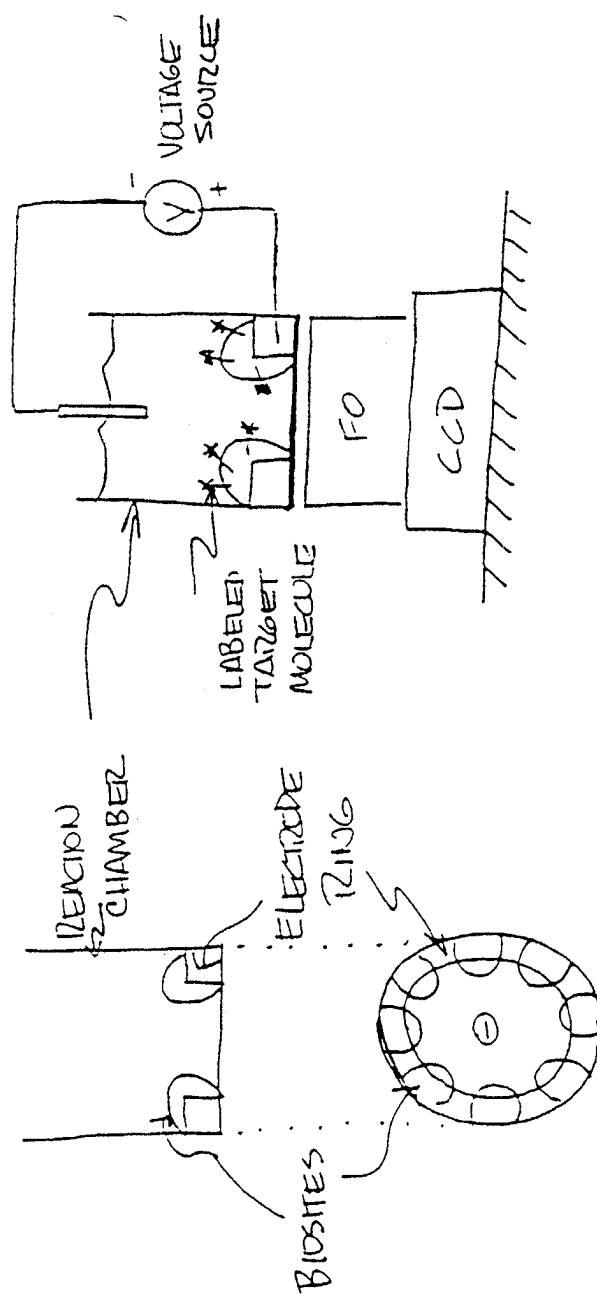 REACTION
CHAMBER
BIOSITES
ELECTRODE
RING
-
VOLTAGE
SOURCE
V
+
LABELED
TARGET
MOLECULE
FO
CCD
-